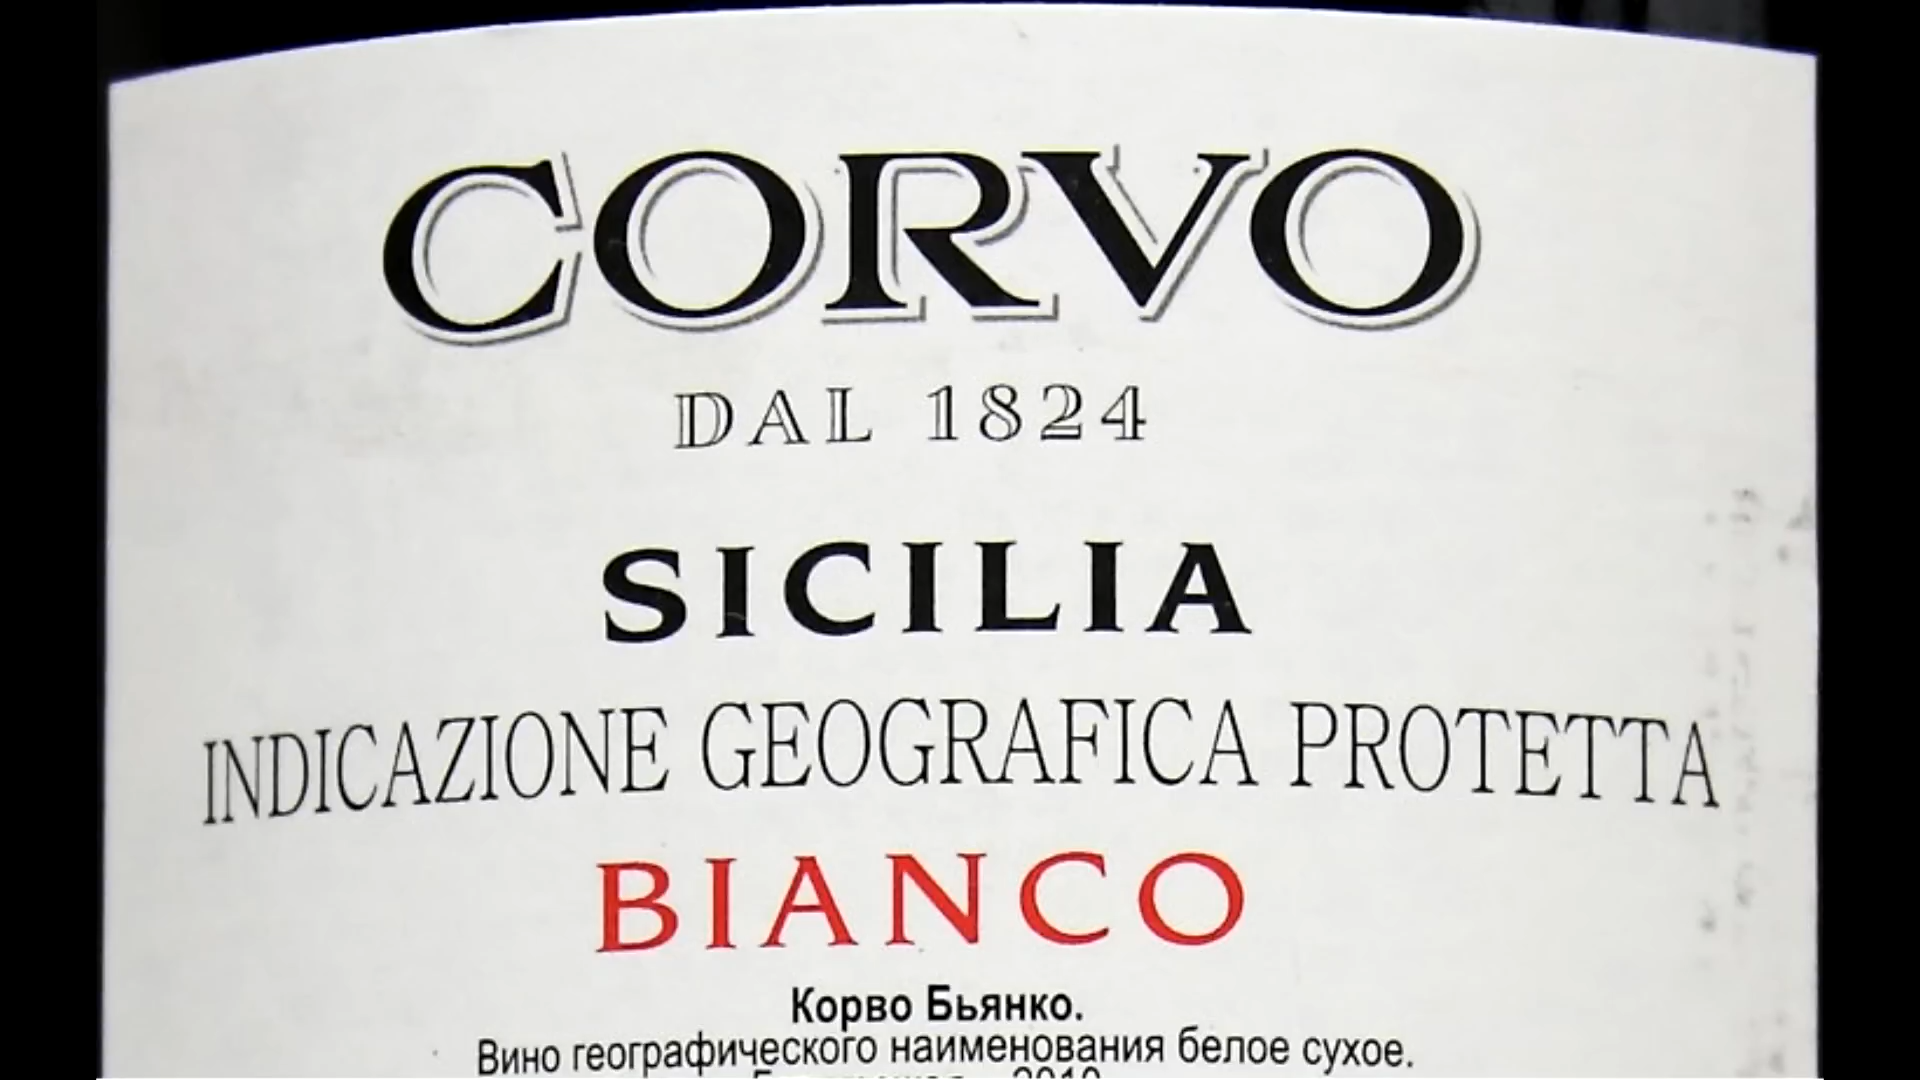 CORVO
DAL 1824
SICILIA
INDICAZIONE GEOGRAFICA PROTETTA
BIANCO
Корво Бьянко.
Вино географического наименования белое сухое.